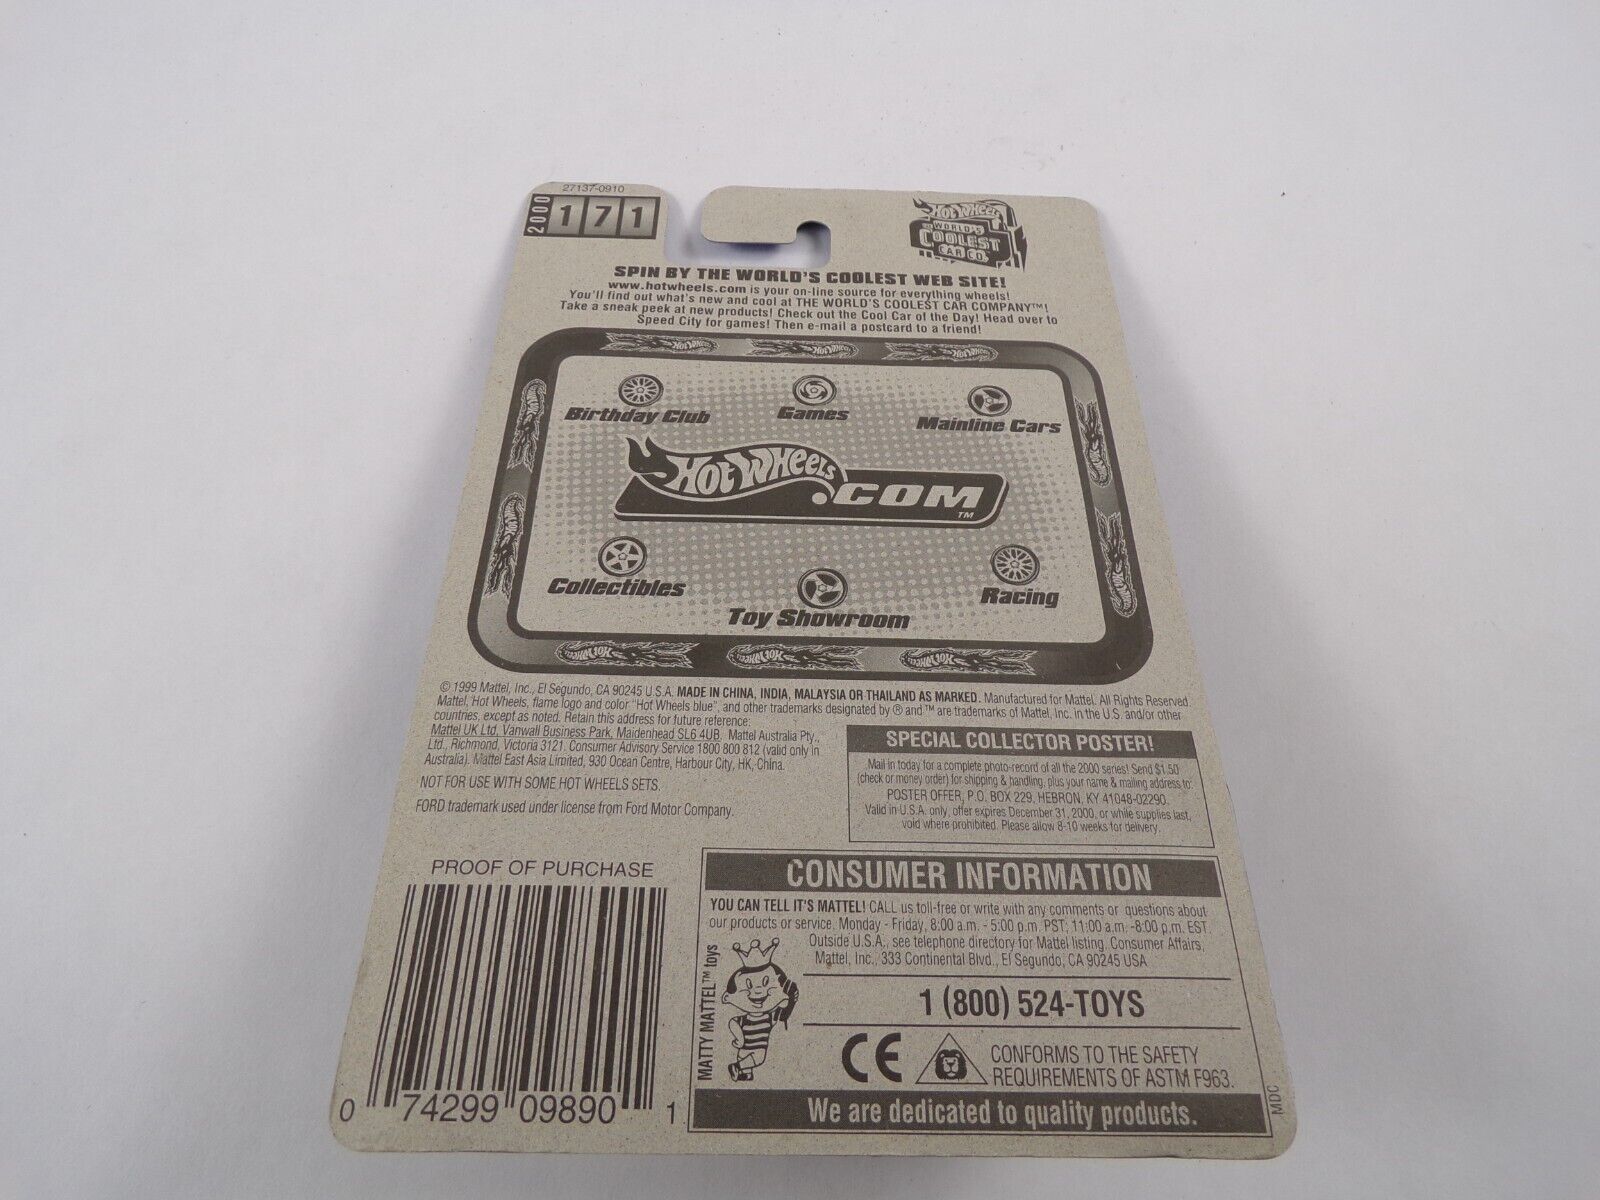 27137-0910
2000
171
HOT WHEELS
THE WORLD'S
COOLEST
CAR CO.
SPIN BY THE WORLD'S COOLEST WEB SITE!
www.hotwheels.com is your on-line source for everything wheels!
You'll find out what's new and cool at THE WORLD'S COOLEST CAR COMPANY™!
Take a sneak peek at new products! Check out the Cool Car of the Day! Head over to
Speed City for games! Then e-mail a postcard to a friend!
HOT WHEELS HOT WHEELS HOT WHEELS
Birthday Club
Games
Mainline Cars
HOT WHEELS.COM™
Collectibles
Toy Showroom
Racing
HOT WHEELS HOT WHEELS HOT WHEELS
© 1999 Mattel, Inc., El Segundo, CA 90245 U.S.A. MADE IN CHINA, INDIA, MALAYSIA OR THAILAND AS MARKED. Manufactured for Mattel. All Rights Reserved
Mattel, Hot Wheels, flame logo and color "Hot Wheels blue", and other trademarks designated by ® and ™ are trademarks of Mattel, Inc. in the U.S. and/or other
countries, except as noted. Retain this address for future reference:
Mattel UK Ltd, Vanwall Business Park, Maidenhead SL6 4UB. Mattel Australia Pty.,
Ltd., Richmond, Victoria 3121. Consumer Advisory Service 1800 800 812 (valid only in
Australia). Mattel East Asia Limited, 930 Ocean Centre, Harbour City, HK, China.
NOT FOR USE WITH SOME HOT WHEELS SETS.
FORD trademark used under license from Ford Motor Company.
SPECIAL COLLECTOR POSTER!
Mail in today for a complete photo-record of all the 2000 series! Send $1.50
(check or money order) for shipping & handling, plus your name & mailing address to:
POSTER OFFER, P.O. BOX 229, HEBRON, KY 41048-02290.
Valid in U.S.A. only, offer expires December 31, 2000, or while supplies last,
void where prohibited. Please allow 8-10 weeks for delivery.
PROOF OF PURCHASE
0 74299 09890 1
CONSUMER INFORMATION
YOU CAN TELL IT'S MATTEL! CALL us toll-free or write with any comments or questions about
our products or service. Monday - Friday, 8:00 a.m. - 5:00 p.m. PST; 11:00 a.m. -8:00 p.m. EST.
Outside U.S.A., see telephone directory for Mattel listing. Consumer Affairs,
Mattel, Inc., 333 Continental Blvd., El Segundo, CA 90245 USA
MATTY MATTEL™ toys
1 (800) 524-TOYS
CE
CONFORMS TO THE SAFETY
REQUIREMENTS OF ASTM F963.
We are dedicated to quality products.
MDC